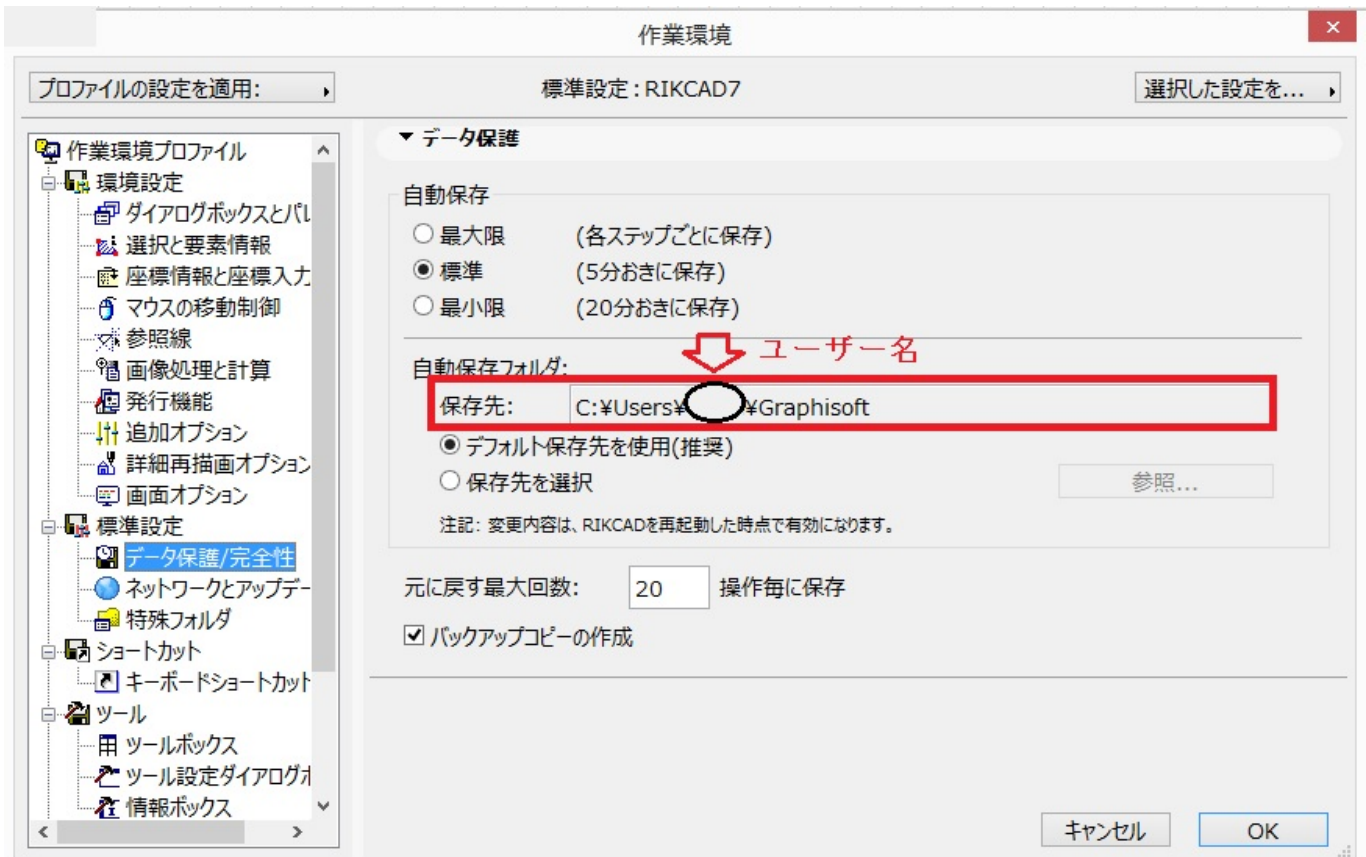 作業環境
プロファイルの設定を適用:
標準設定：RIKCAD7
選択した設定を...
作業環境プロファイル
環境設定
ダイアログボックスとパレ
選択と要素情報
座標情報と座標入力
マウスの移動制御
参照線
画像処理と計算
発行機能
追加オプション
詳細再描画オプション
画面オプション
標準設定
データ保護/完全性
ネットワークとアップデー
特殊フォルダ
ショートカット
キーボードショートカット
ツール
ツールボックス
ツール設定ダイアログボ
情報ボックス
データ保護
自動保存
最大限 (各ステップごとに保存)
標準 (5分おきに保存)
最小限 (20分おきに保存)
ユーザー名
自動保存フォルダ:
保存先: C:¥Users¥ ¥Graphisoft
デフォルト保存先を使用(推奨)
保存先を選択 参照...
注記: 変更内容は、RIKCADを再起動した時点で有効になります。
元に戻す最大回数: 20 操作毎に保存
バックアップコピーの作成
キャンセル OK